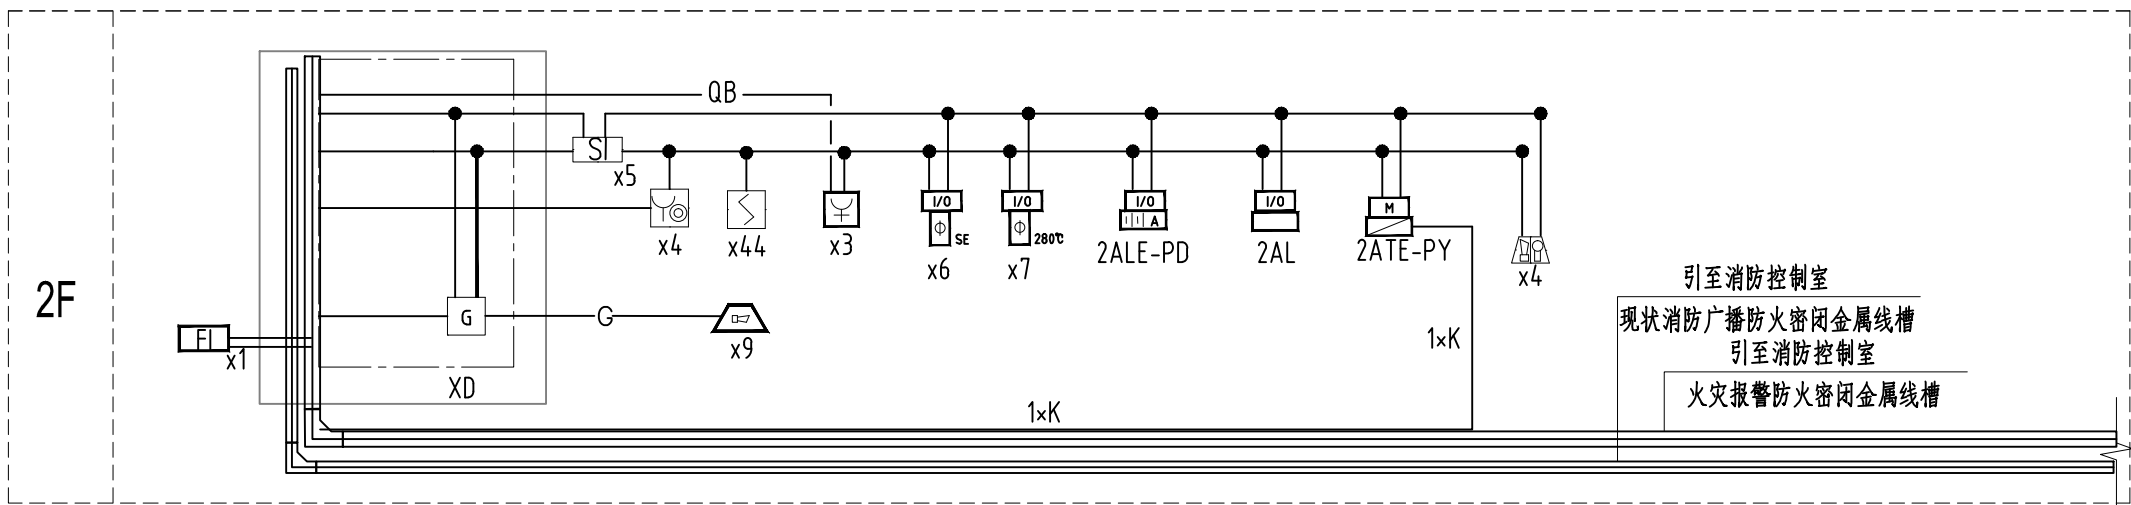 2F
QB
SI
x5
x4
x44
x3
I/O
SE
x6
I/O
280℃
x7
I/O
A
2ALE-PD
I/O
2AL
M
2ATE-PY
x4
FI
x1
G
G
x9
XD
1×K
1×K
引至消防控制室
现状消防广播防火密闭金属线槽
引至消防控制室
火灾报警防火密闭金属线槽